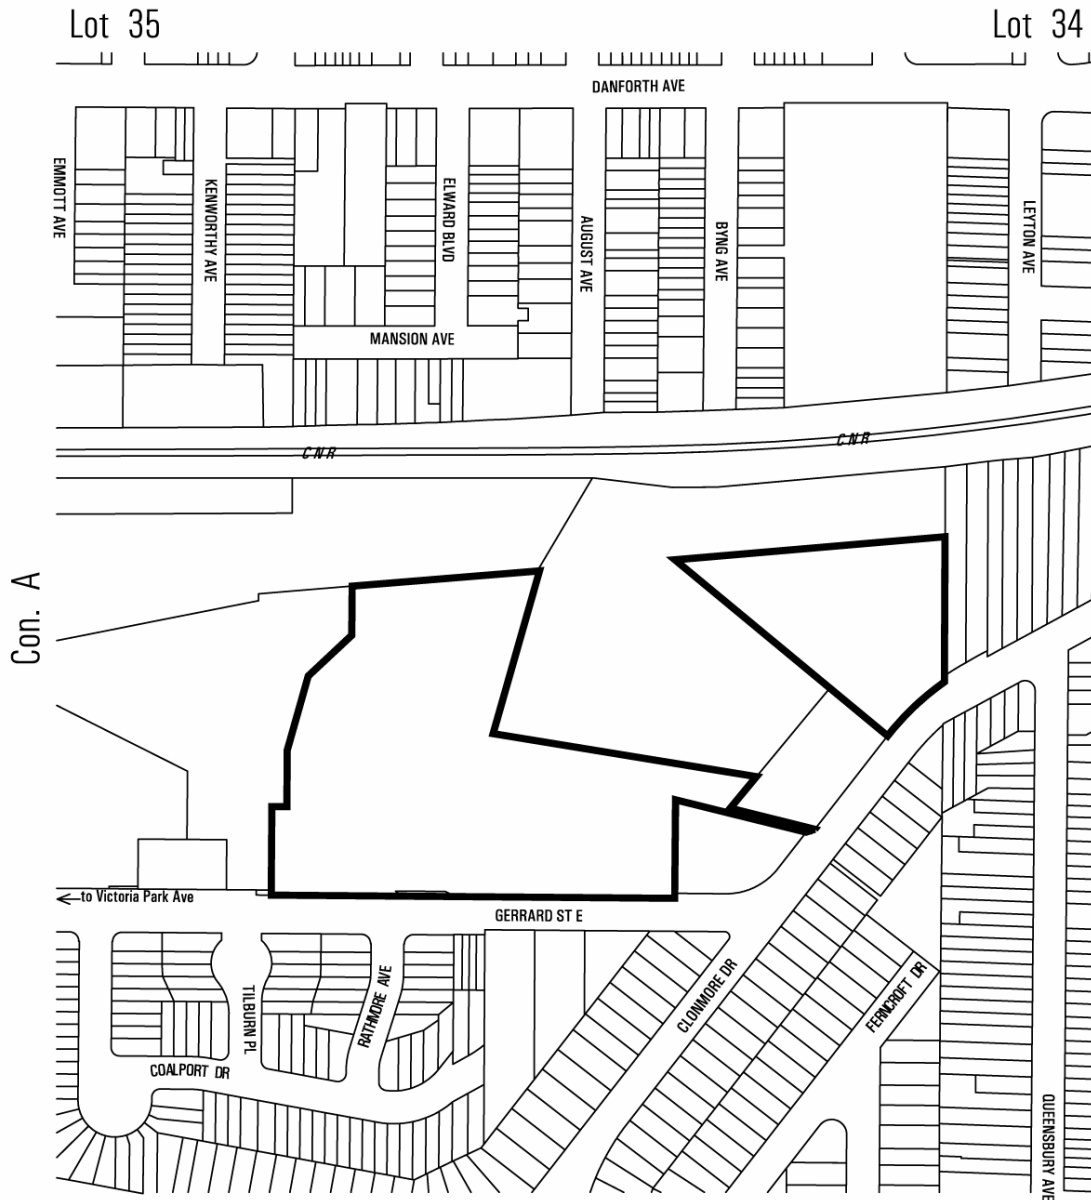 Lot 35
Lot 34
DANFORTH AVE
EMMOTT AVE
KENWORTHY AVE
ELWARD BLVD
AUGUST AVE
BYNG AVE
LEYTON AVE
MANSION AVE
CNR
CNR
Con. A
to Victoria Park Ave
GERRARD ST E
TILBURN PL
RATHMORE AVE
CLONMORE DR
FERNCROFT DR
COALPORT DR
QUEENSBURY AVE